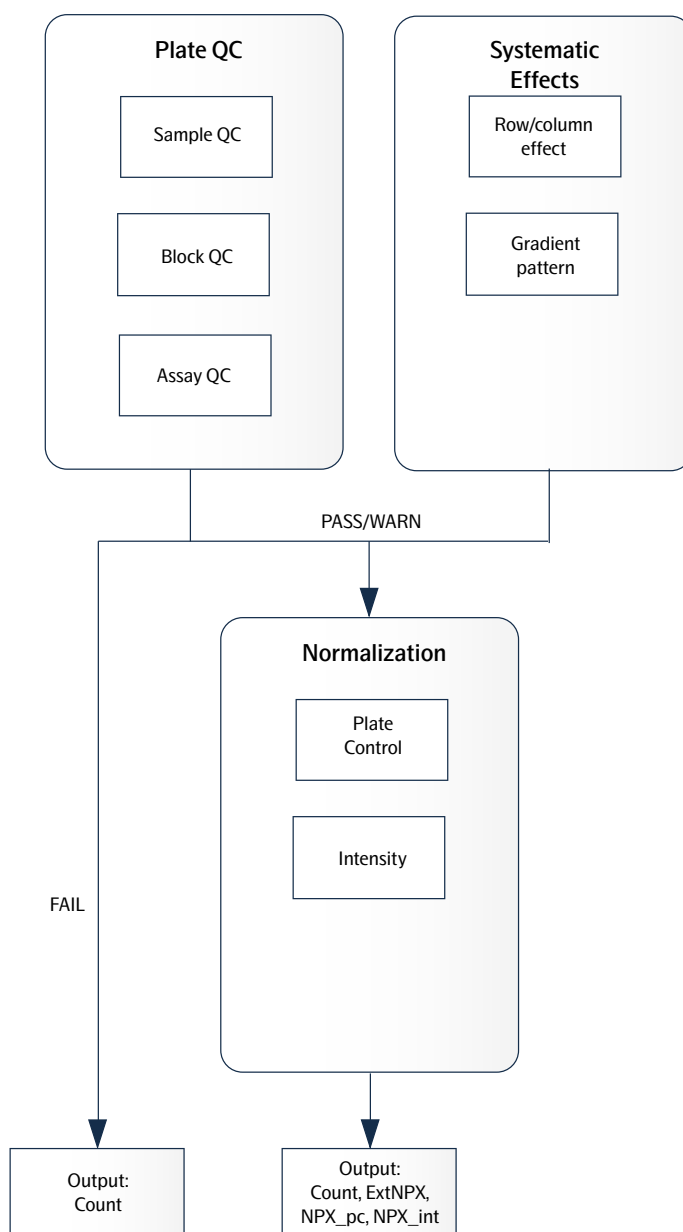 Plate QC
Sample QC
Block QC
Assay QC
Systematic
Effects
Row/column
effect
Gradient
pattern
PASS/WARN
Normalization
Plate
Control
Intensity
FAIL
Output:
Count
Output:
Count, ExtNPX,
NPX_pc, NPX_int